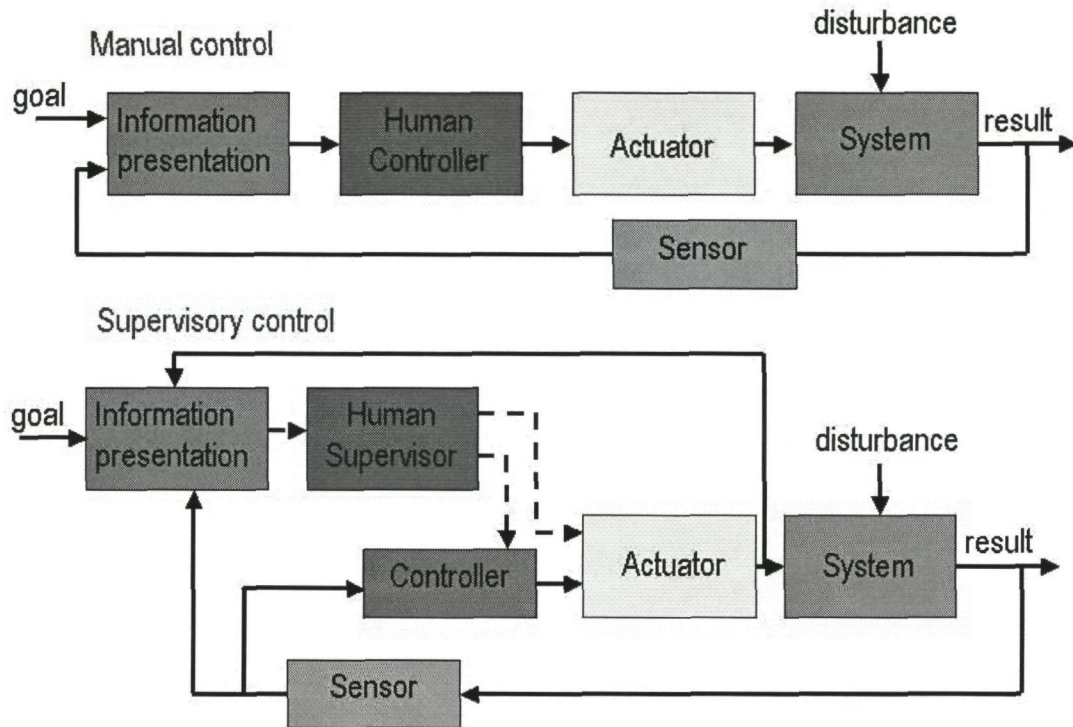 Manual control
disturbance
goal
Information
presentation
Human
Controller
Actuator
System
result
Sensor
Supervisory control
goal
Information
presentation
Human
Supervisor
disturbance
Controller
Actuator
System
result
Sensor